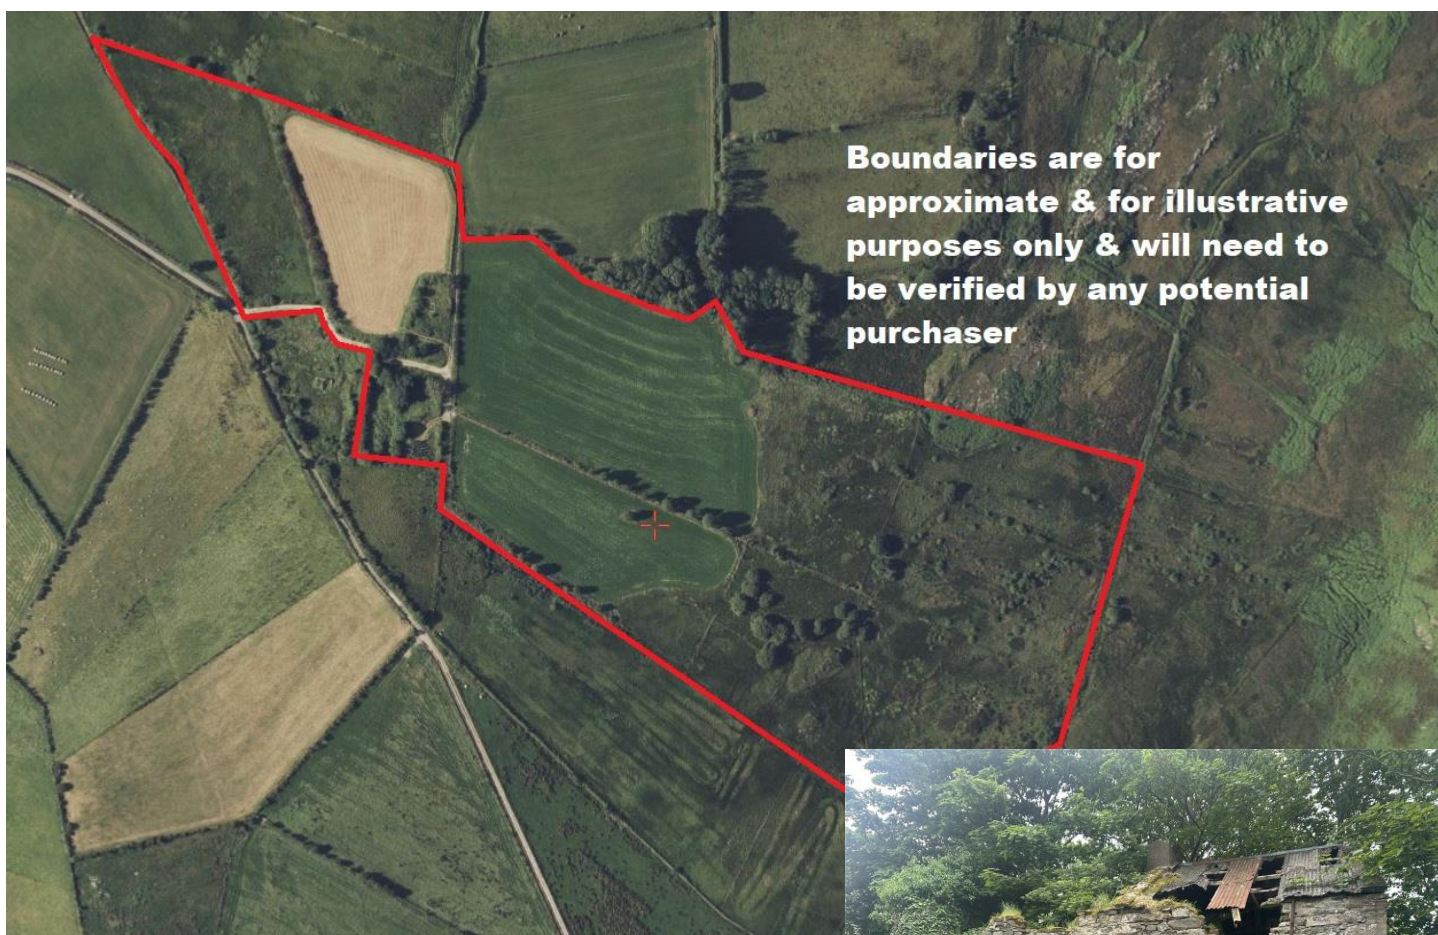 Boundaries are for
approximate & for illustrative
purposes only & will need to
be verified by any potential
purchaser